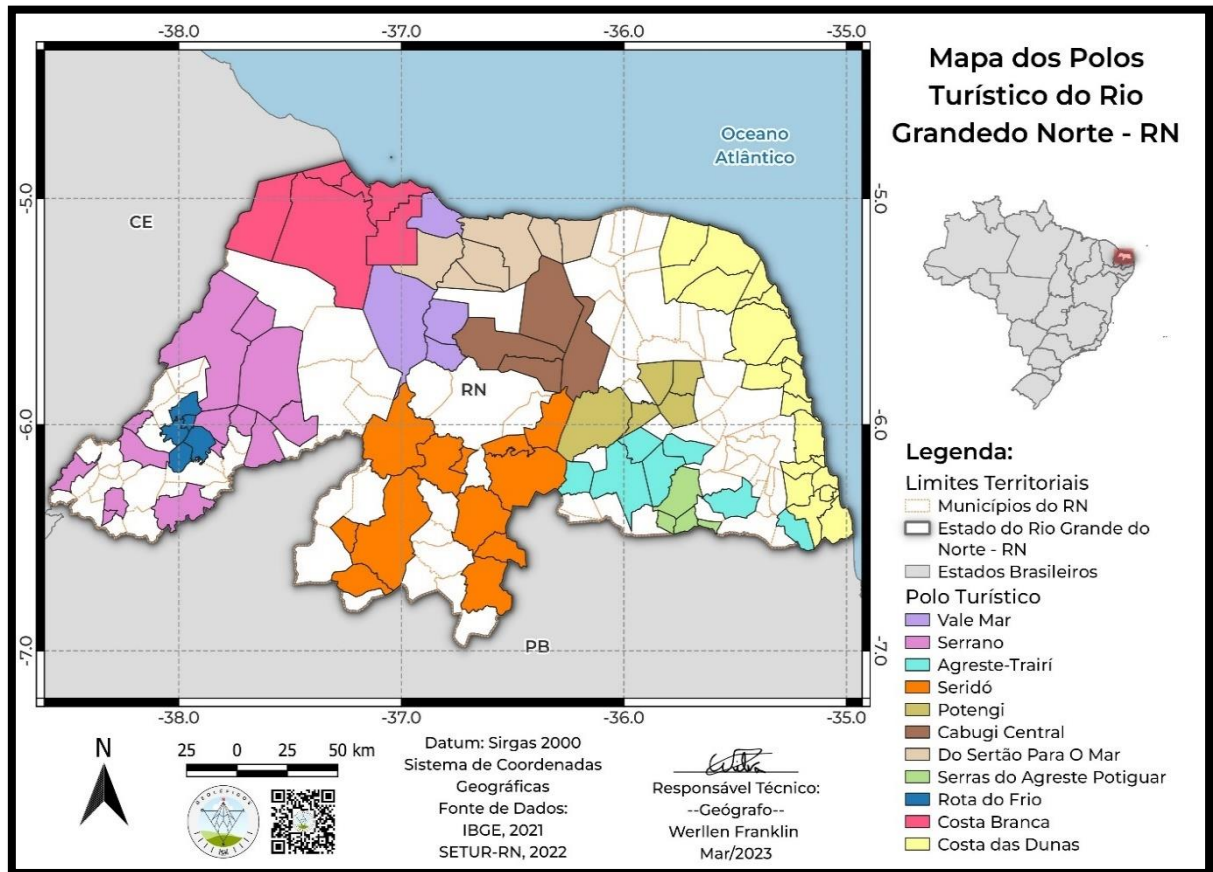 Mapa dos Polos
Turístico do Rio
Grandedo Norte - RN
-38.0
-37.0
-36.0
-35.0
-5.0
-6.0
-7.0
-5.0
-6.0
-7.0
-38.0
-37.0
-36.0
-35.0
Oceano
Atlântico
CE
RN
PB
Legenda:
Limites Territoriais
Municípios do RN
Estado do Rio Grande do
Norte - RN
Estados Brasileiros
Polo Turístico
Vale Mar
Serrano
Agreste-Trairí
Seridó
Potengi
Cabugi Central
Do Sertão Para O Mar
Serras do Agreste Potiguar
Rota do Frio
Costa Branca
Costa das Dunas
N
25 0 25 50 km
Datum: Sirgas 2000
Sistema de Coordenadas
Geográficas
Fonte de Dados:
IBGE, 2021
SETUR-RN, 2022
Responsável Técnico:
--Geógrafo--
Werllen Franklin
Mar/2023